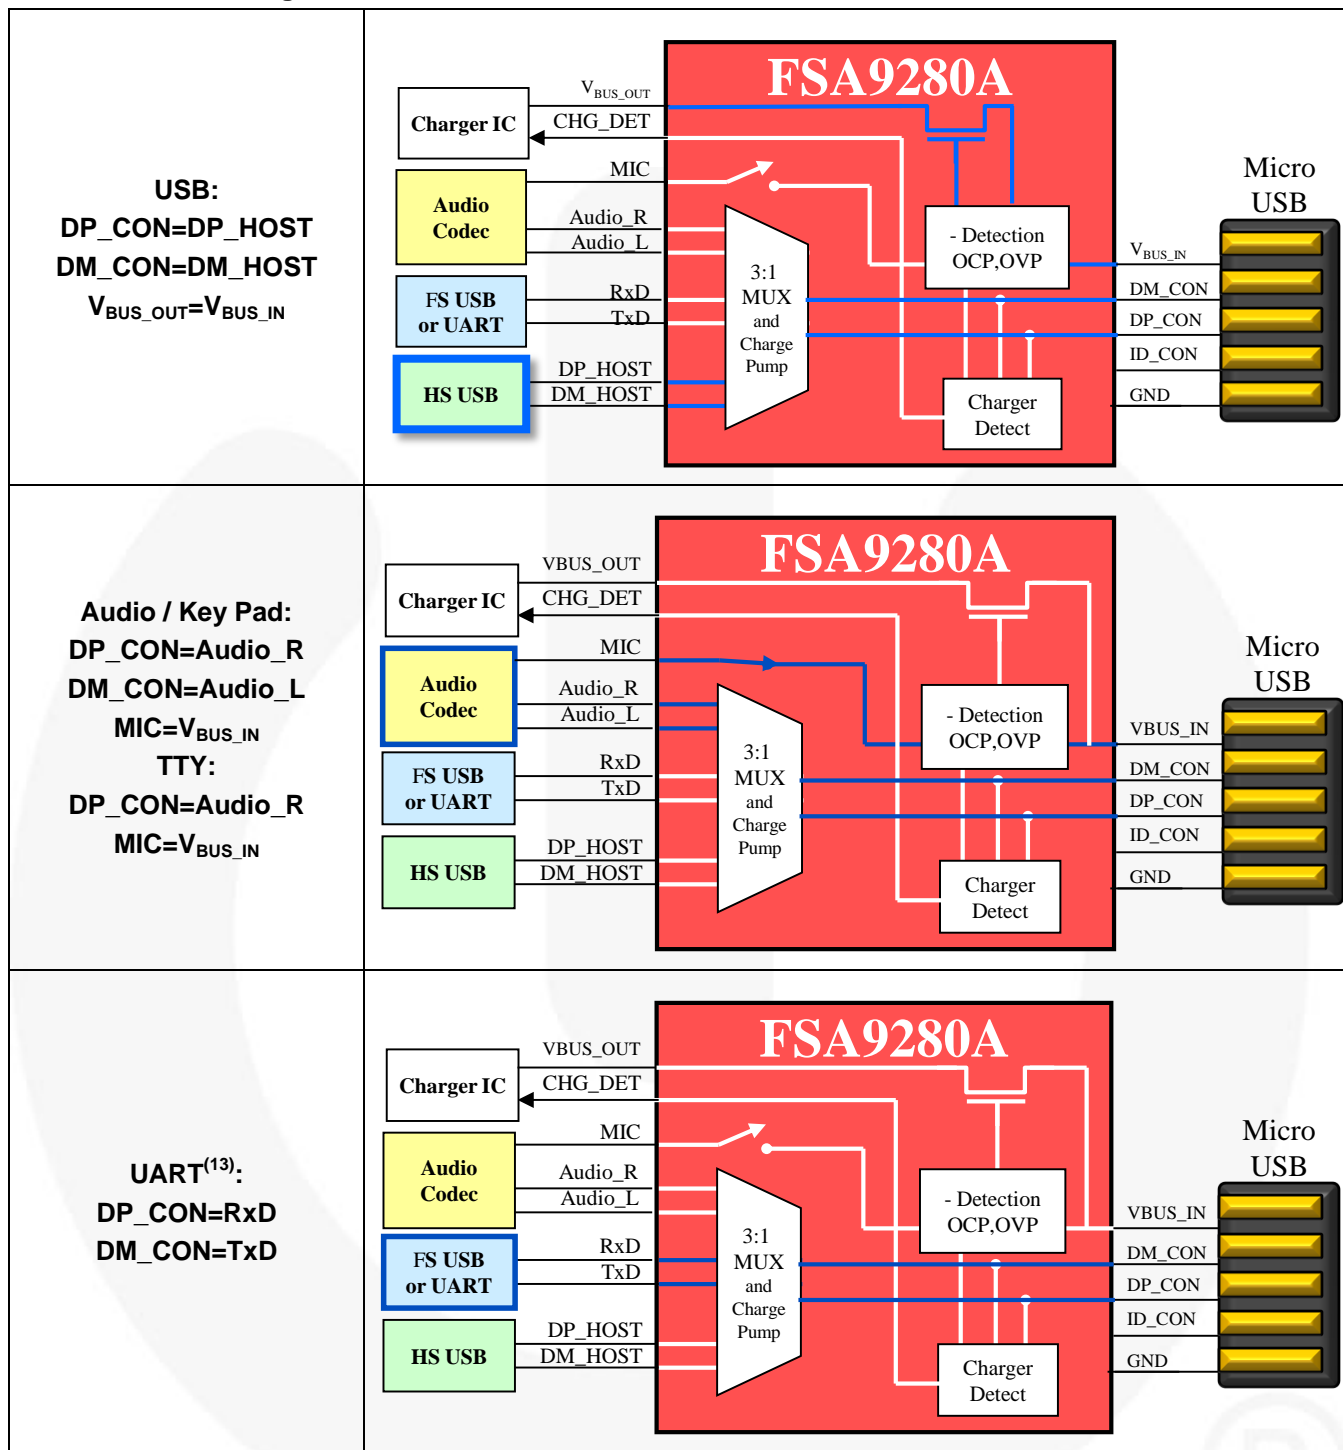 USB:
DP_CON=DP_HOST
DM_CON=DM_HOST
VBUS_OUT=VBUS_IN
FSA9280A
Charger IC
VBUS_OUT
CHG_DET
MIC
Audio
Codec
Audio_R
Audio_L
FS USB
or UART
RxD
TxD
HS USB
DP_HOST
DM_HOST
3:1
MUX
and
Charge
Pump
- Detection
OCP,OVP
Charger
Detect
VBUS_IN
DM_CON
DP_CON
ID_CON
GND
Micro
USB
Audio / Key Pad:
DP_CON=Audio_R
DM_CON=Audio_L
MIC=VBUS_IN
TTY:
DP_CON=Audio_R
MIC=VBUS_IN
FSA9280A
Charger IC
VBUS_OUT
CHG_DET
MIC
Audio
Codec
Audio_R
Audio_L
FS USB
or UART
RxD
TxD
HS USB
DP_HOST
DM_HOST
3:1
MUX
and
Charge
Pump
- Detection
OCP,OVP
Charger
Detect
VBUS_IN
DM_CON
DP_CON
ID_CON
GND
Micro
USB
UART(13):
DP_CON=RxD
DM_CON=TxD
FSA9280A
Charger IC
VBUS_OUT
CHG_DET
MIC
Audio
Codec
Audio_R
Audio_L
FS USB
or UART
RxD
TxD
HS USB
DP_HOST
DM_HOST
3:1
MUX
and
Charge
Pump
- Detection
OCP,OVP
Charger
Detect
VBUS_IN
DM_CON
DP_CON
ID_CON
GND
Micro
USB